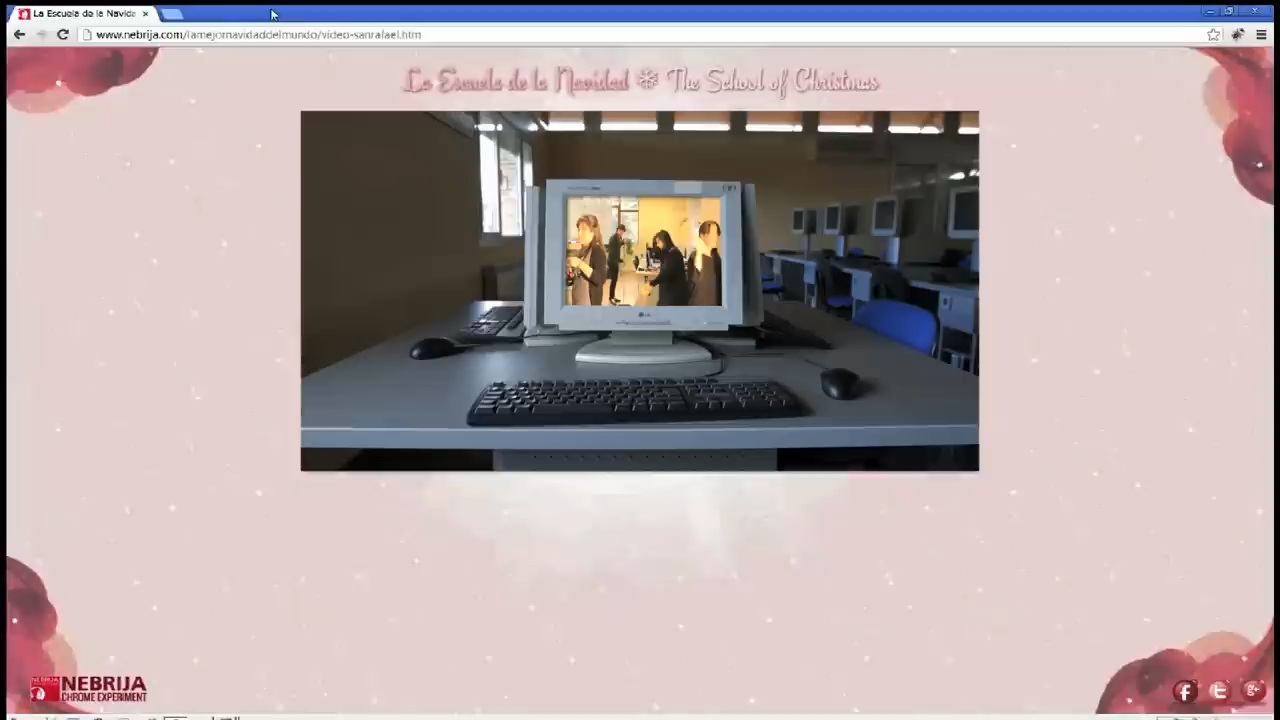 La Escuela de la Navida
www.nebrija.com/lamejornavidaddelmundo/video-sanrafael.htm
La Escuela de la Navidad ❄ The School of Christmas
LG
NEBRIJA
CHROME EXPERIMENT